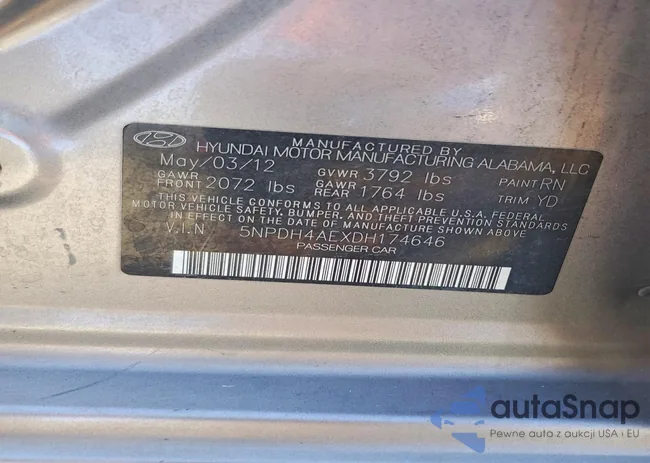 MANUFACTURED BY
HYUNDAI MOTOR MANUFACTURING ALABAMA, LLC
May/03/12 GVWR 3792 lbs PAINT RN
GAWR FRONT 2072 lbs GAWR REAR 1764 lbs TRIM YD
THIS VEHICLE CONFORMS TO ALL APPLICABLE U.S.A. FEDERAL
MOTOR VEHICLE SAFETY, BUMPER, AND THEFT PREVENTION STANDARDS
IN EFFECT ON THE DATE OF MANUFACTURE SHOWN ABOVE
V.I.N 5NPDH4AEXDH174646
PASSENGER CAR
autaSnap
Pewne auta z aukcji USA i EU